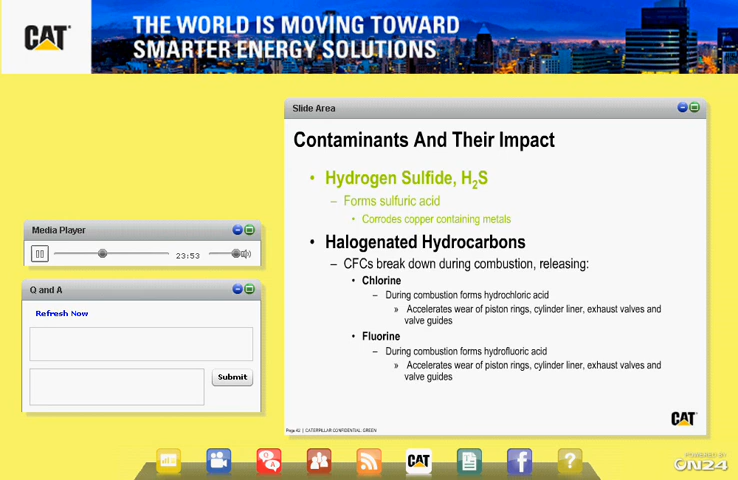 CAT
THE WORLD IS MOVING TOWARD
SMARTER ENERGY SOLUTIONS
Slide Area
Contaminants And Their Impact
• Hydrogen Sulfide, H2S
– Forms sulfuric acid
• Corrodes copper containing metals
• Halogenated Hydrocarbons
– CFCs break down during combustion, releasing:
• Chlorine
– During combustion forms hydrochloric acid
» Accelerates wear of piston rings, cylinder liner, exhaust valves and
valve guides
• Fluorine
– During combustion forms hydrofluoric acid
» Accelerates wear of piston rings, cylinder liner, exhaust valves and
valve guides
Page 42 | CATERPILLAR CONFIDENTIAL: GREEN
CAT
Media Player
23:53
Q and A
Refresh Now
Submit
Q
A
CAT
f
?
POWERED BY
ON24